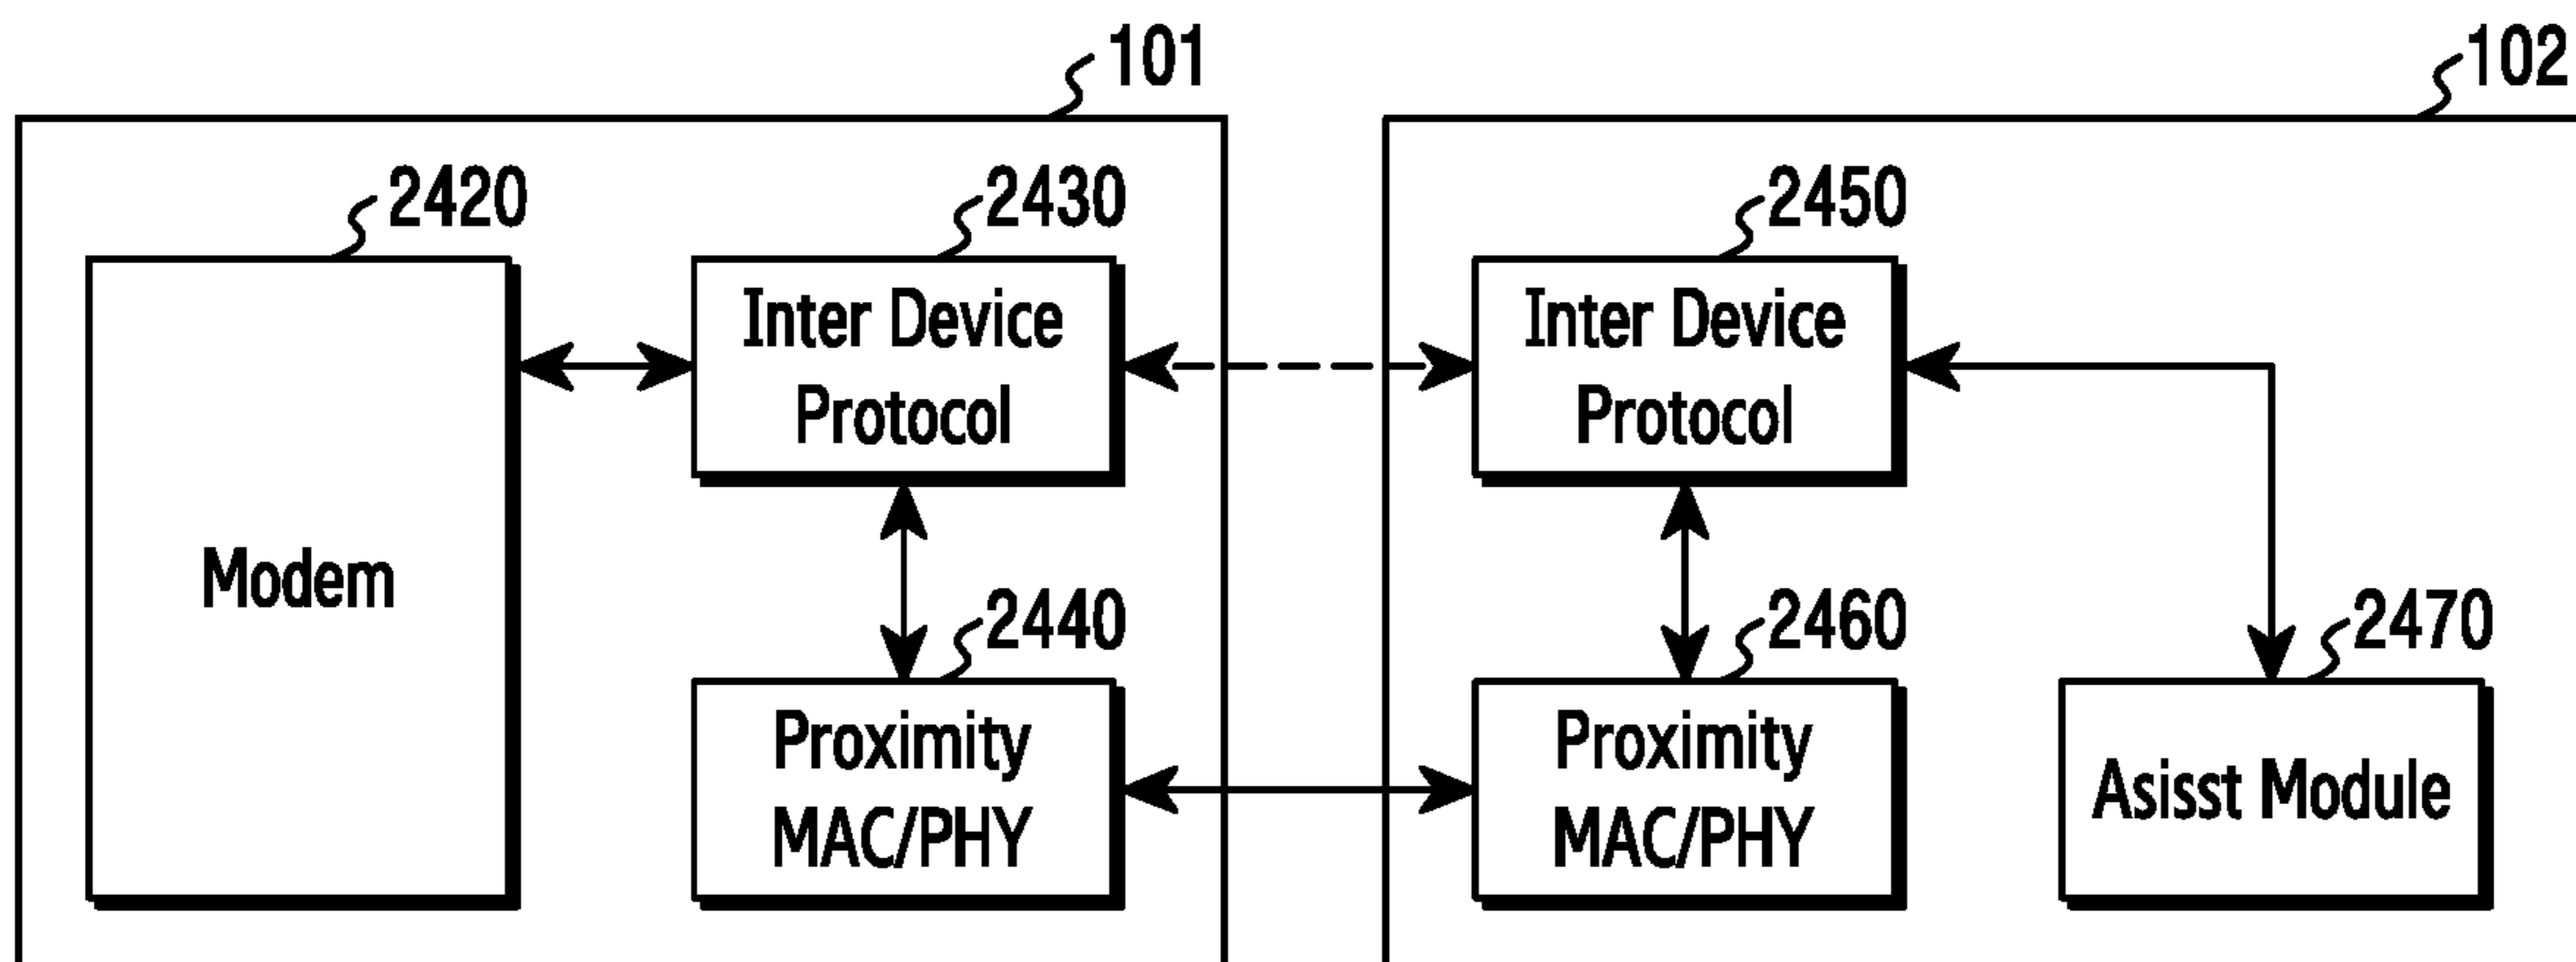 101
102
2420
2430
2450
Inter Device
Protocol
Inter Device
Protocol
Modem
2440
2460
2470
Proximity
MAC/PHY
Proximity
MAC/PHY
Asisst Module